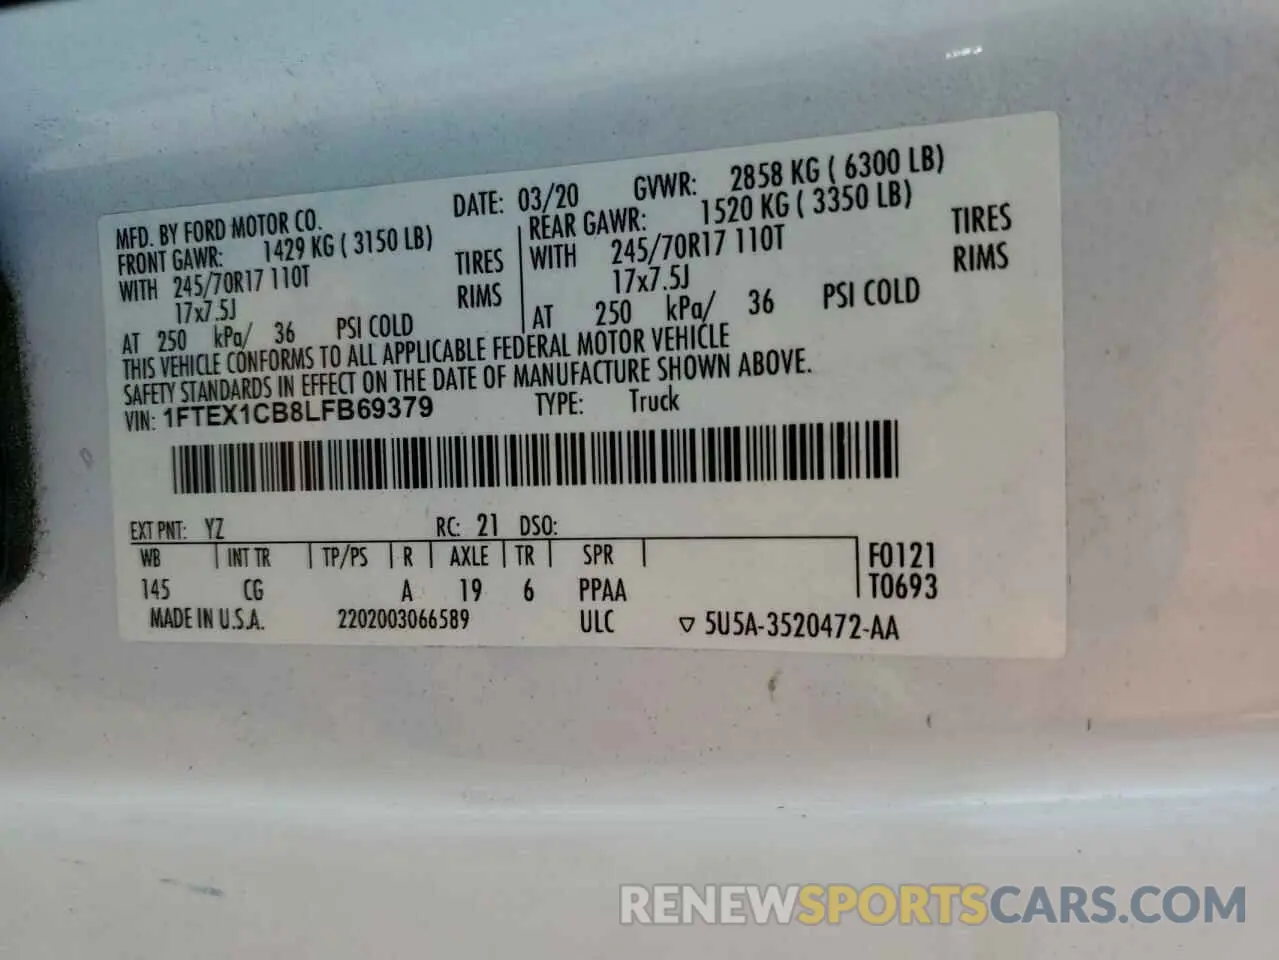 MFD. BY FORD MOTOR CO. DATE: 03/20 GVWR: 2858 KG ( 6300 LB)
FRONT GAWR: 1429 KG ( 3150 LB) REAR GAWR: 1520 KG ( 3350 LB)
WITH 245/70R17 110T TIRES WITH 245/70R17 110T TIRES
17x7.5J RIMS 17x7.5J RIMS
AT 250 kPa/ 36 PSI COLD AT 250 kPa/ 36 PSI COLD
THIS VEHICLE CONFORMS TO ALL APPLICABLE FEDERAL MOTOR VEHICLE
SAFETY STANDARDS IN EFFECT ON THE DATE OF MANUFACTURE SHOWN ABOVE.
VIN: 1FTEX1CB8LFB69379 TYPE: Truck
EXT PNT: YZ RC: 21 DSO:
WB INT TR TP/PS R AXLE TR SPR F0121
145 CG A 19 6 PPAA T0693
MADE IN U.S.A. 2202003066589 ULC ▽ 5U5A-3520472-AA
RENEWSPORTSCARS.COM